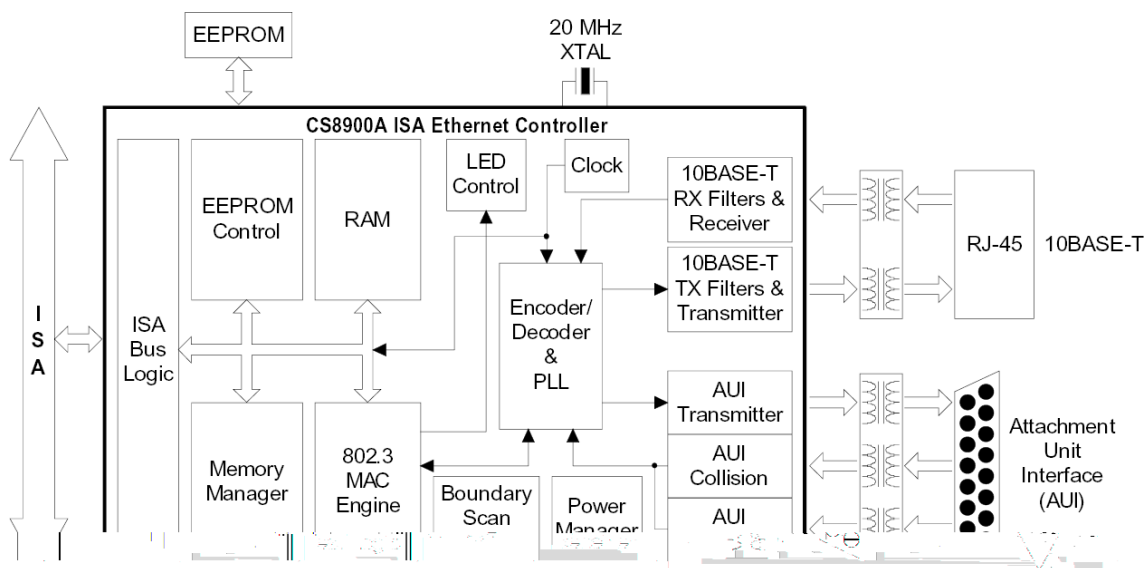 EEPROM
20 MHz
XTAL
CS8900A ISA Ethernet Controller
LED
Control
Clock
10BASE-T
RX Filters &
Receiver
EEPROM
Control
RAM
RJ-45
10BASE-T
10BASE-T
TX Filters &
Transmitter
Encoder/
Decoder
&
PLL
I
S
A
ISA
Bus
Logic
AUI
Transmitter
Attachment
Unit
Interface
(AUI)
Memory
Manager
802.3
MAC
Engine
AUI
Collision
Boundary
Scan
Power
Manager
AUI